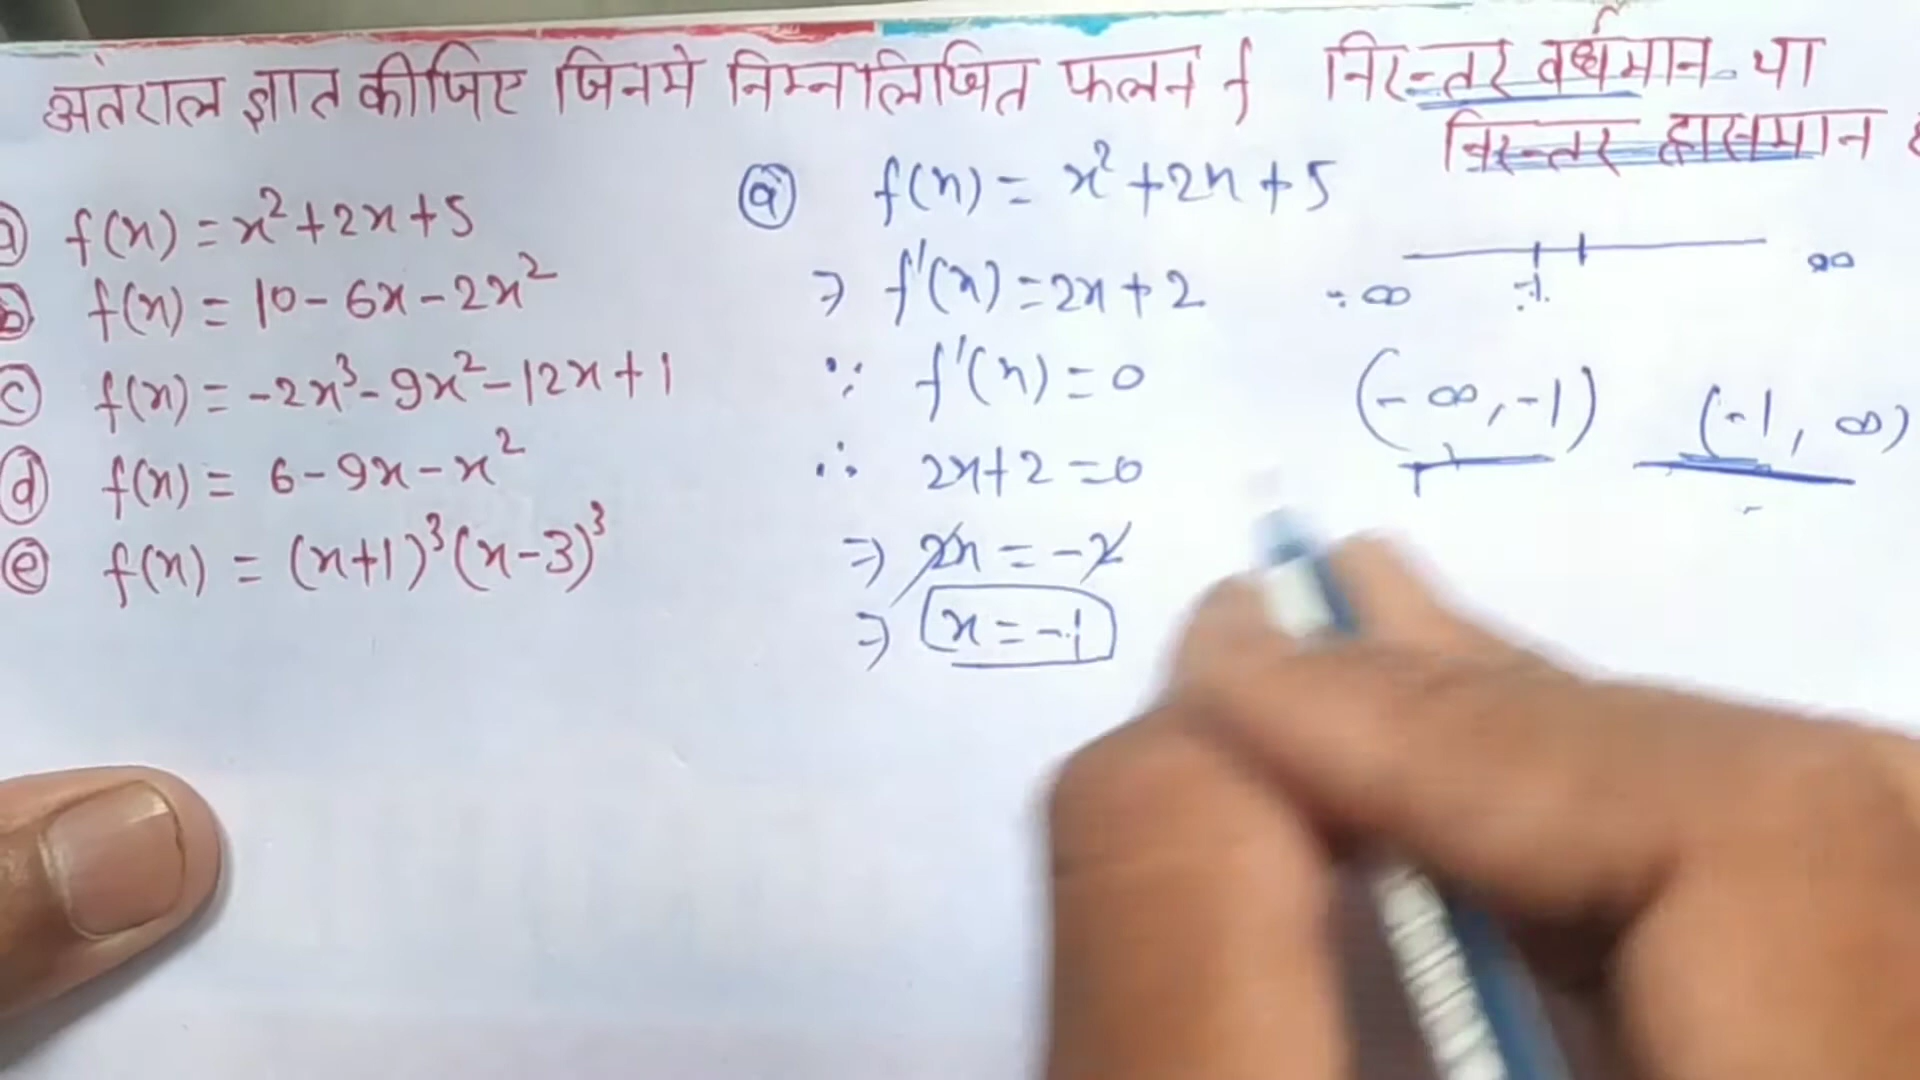 अंतराल ज्ञात कीजिए जिनमे निम्नलिखित फलन f निरन्तर वर्धमान या
निरन्तर ह्रासमान
a) f(x) = x² + 2x + 5
b) f(x) = 10 - 6x - 2x²
c) f(x) = -2x³ - 9x² - 12x + 1
d) f(x) = 6 - 9x - x²
e) f(x) = (x+1)³ (x-3)³
a) f(x) = x² + 2x + 5
⇒ f'(x) = 2x + 2
∵ f'(x) = 0
∴ 2x + 2 = 0
⇒ 2x = -2
⇒ x = -1
-∞ -1 ∞
(-∞, -1) (-1, ∞)